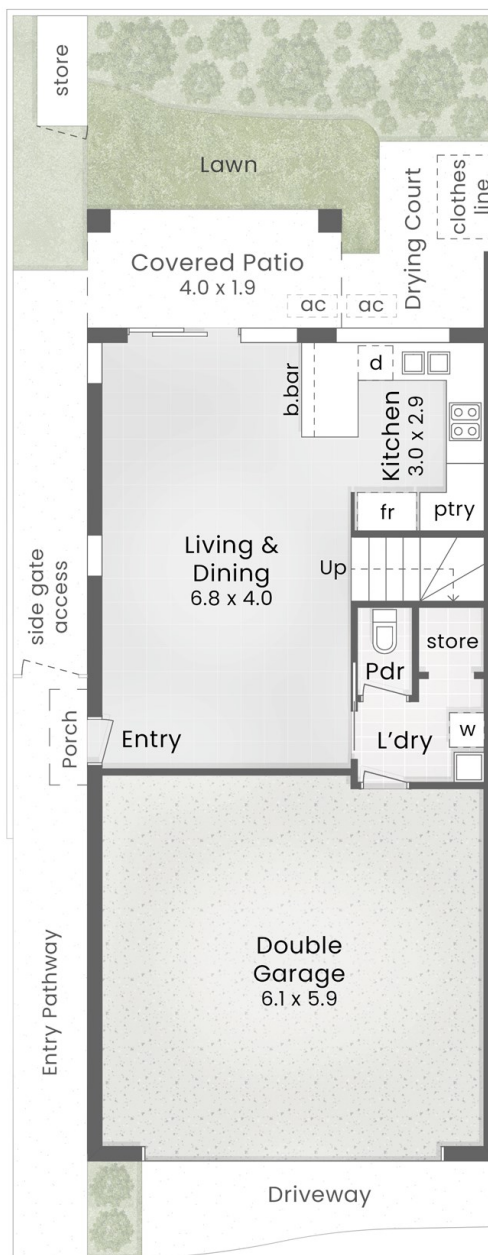 store
Lawn
Drying Court
clothes
line
Covered Patio
4.0 x 1.9
ac
ac
b.bar
d
Kitchen
3.0 x 2.9
fr
ptry
Living &
Dining
6.8 x 4.0
Up
side gate
access
store
Pdr
Porch
Entry
L'dry
w
Double
Garage
6.1 x 5.9
Entry Pathway
Driveway